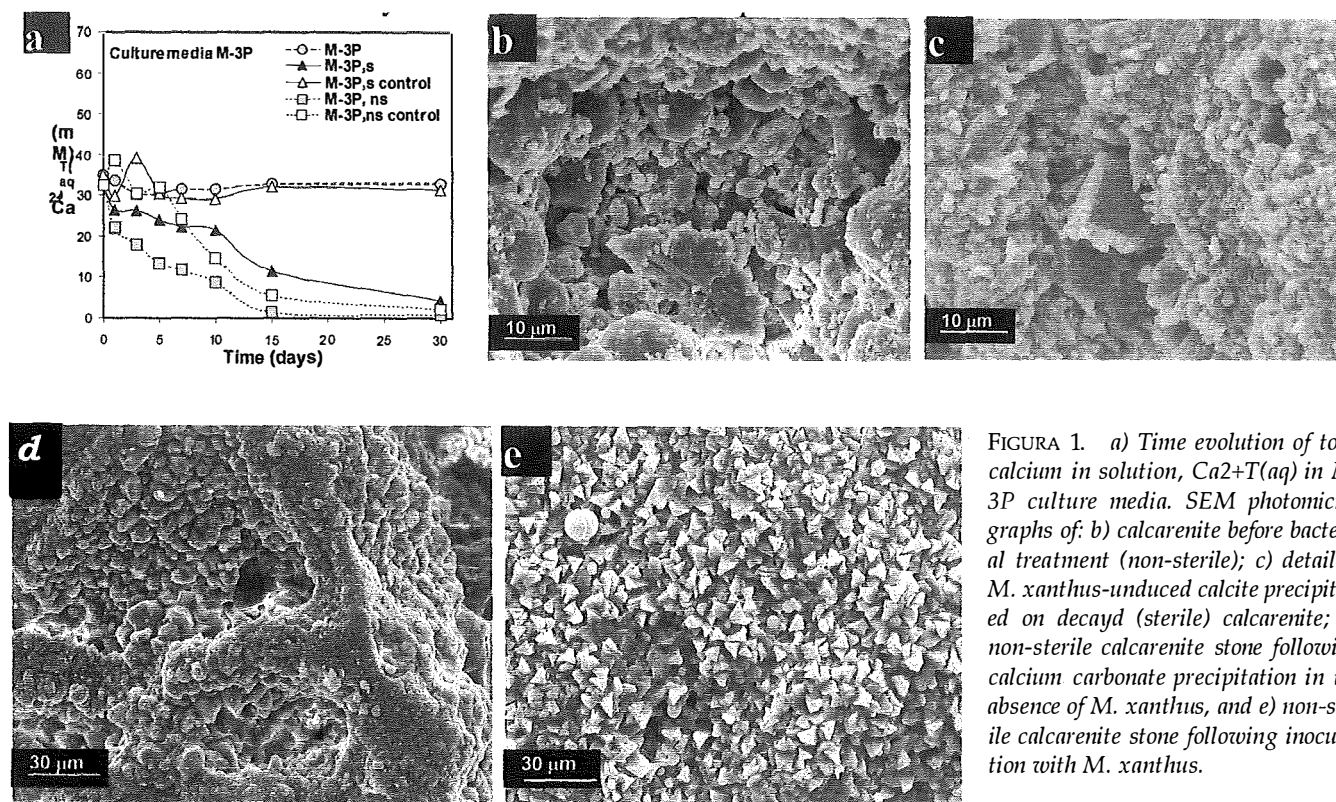 a
Culture media M-3P
M-3P
M-3P,s
M-3P,s control
M-3P, ns
M-3P,ns control
70
60
50
40
30
20
10
0
(m
M)
T(
aq
2+
Ca
0 5 10 15 20 25 30
Time (days)
b
10 µm
c
10 µm
d
30 µm
e
30 µm
FIGURA 1. a) Time evolution of to
calcium in solution, Ca2+T(aq) in
3P culture media. SEM photomic
graphs of: b) calcarenite before bacte
al treatment (non-sterile); c) detail
M. xanthus-unduced calcite precipit
ed on decayd (sterile) calcarenite;
non-sterile calcarenite stone followi
calcium carbonate precipitation in
absence of M. xanthus, and e) non-s
ile calcarenite stone following inocu
tion with M. xanthus.